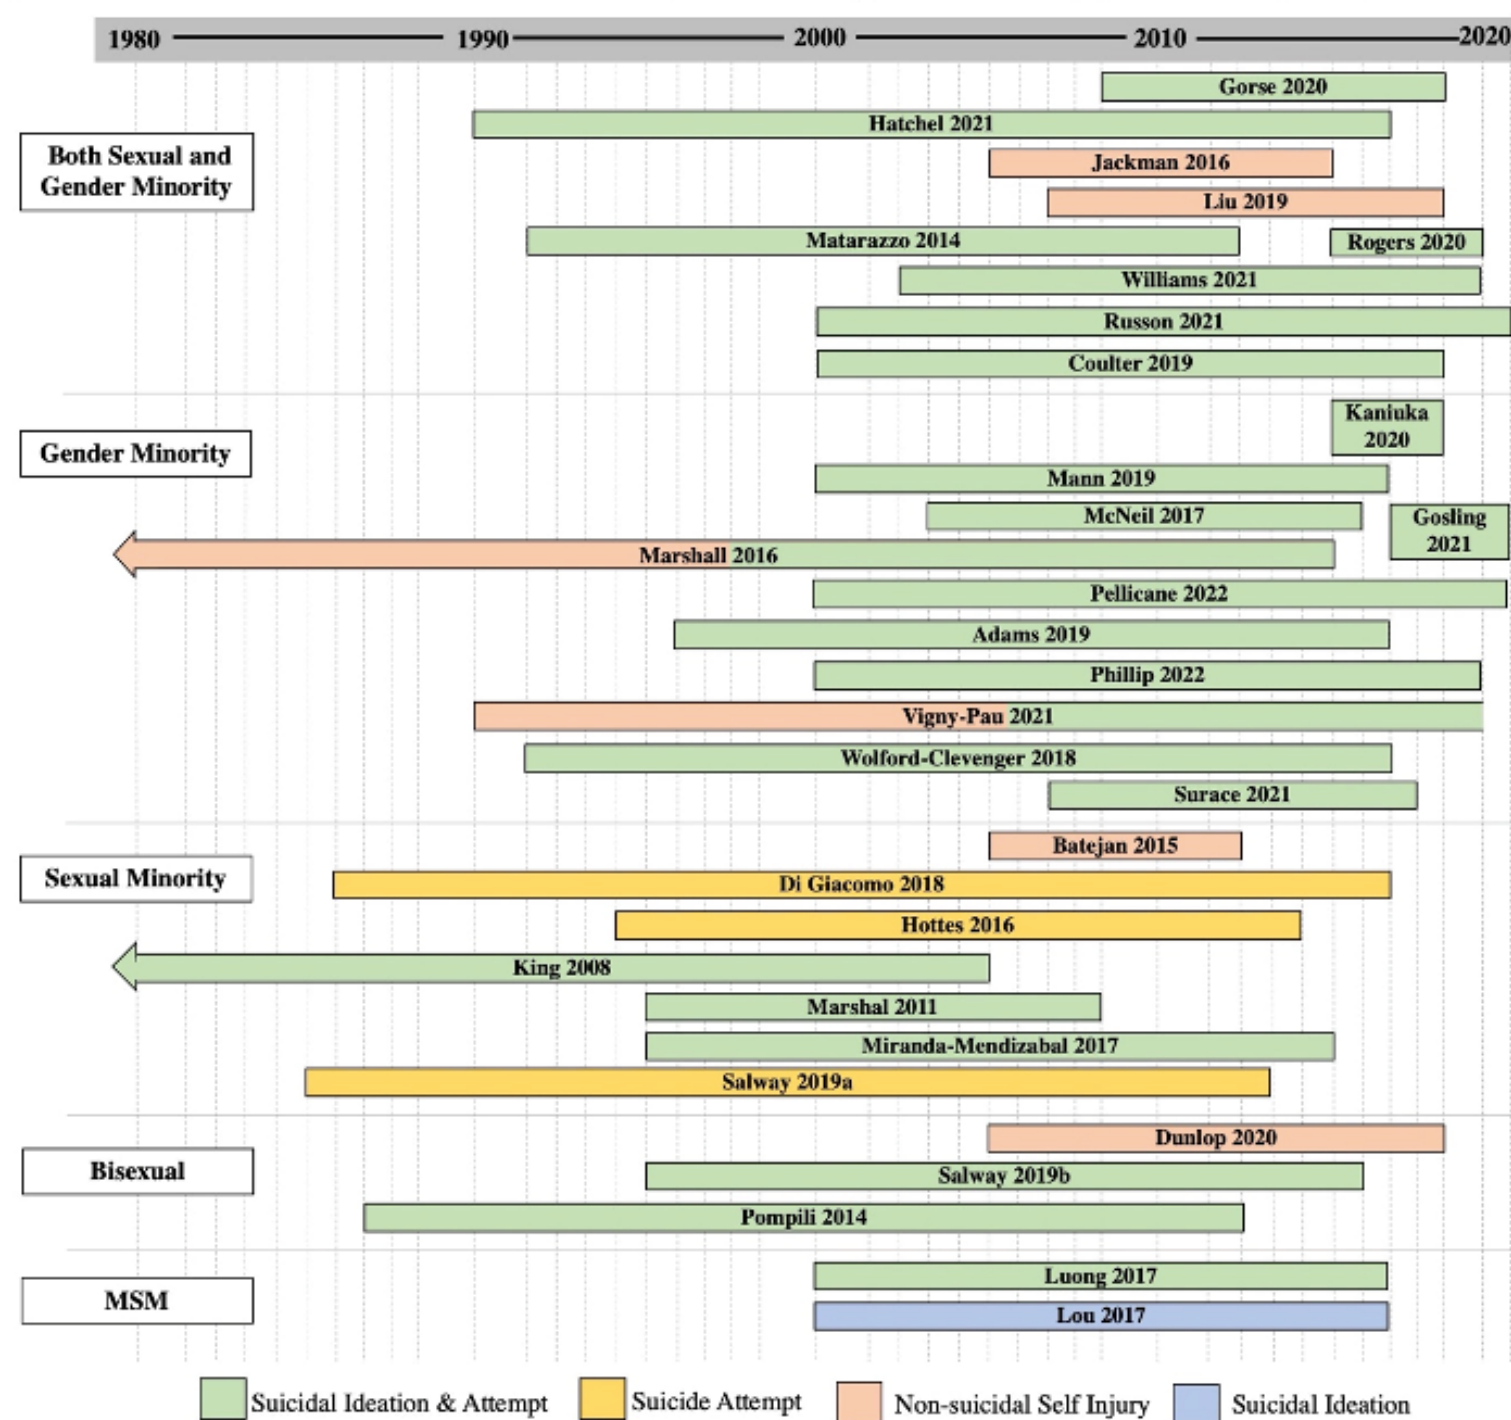 1980 1990 2000 2010 2020
Gorse 2020
Hatchel 2021
Both Sexual and
Gender Minority
Jackman 2016
Liu 2019
Matarazzo 2014 Rogers 2020
Williams 2021
Russon 2021
Coulter 2019
Kaniuka
2020
Gender Minority
Mann 2019
McNeil 2017
Gosling
2021
Marshall 2016
Pellicane 2022
Adams 2019
Phillip 2022
Vigny-Pau 2021
Wolford-Clevenger 2018
Surace 2021
Batejan 2015
Sexual Minority
Di Giacomo 2018
Hottes 2016
King 2008
Marshal 2011
Miranda-Mendizabal 2017
Salway 2019a
Dunlop 2020
Bisexual
Salway 2019b
Pompili 2014
Luong 2017
MSM
Lou 2017
Suicidal Ideation & Attempt Suicide Attempt Non-suicidal Self Injury Suicidal Ideation